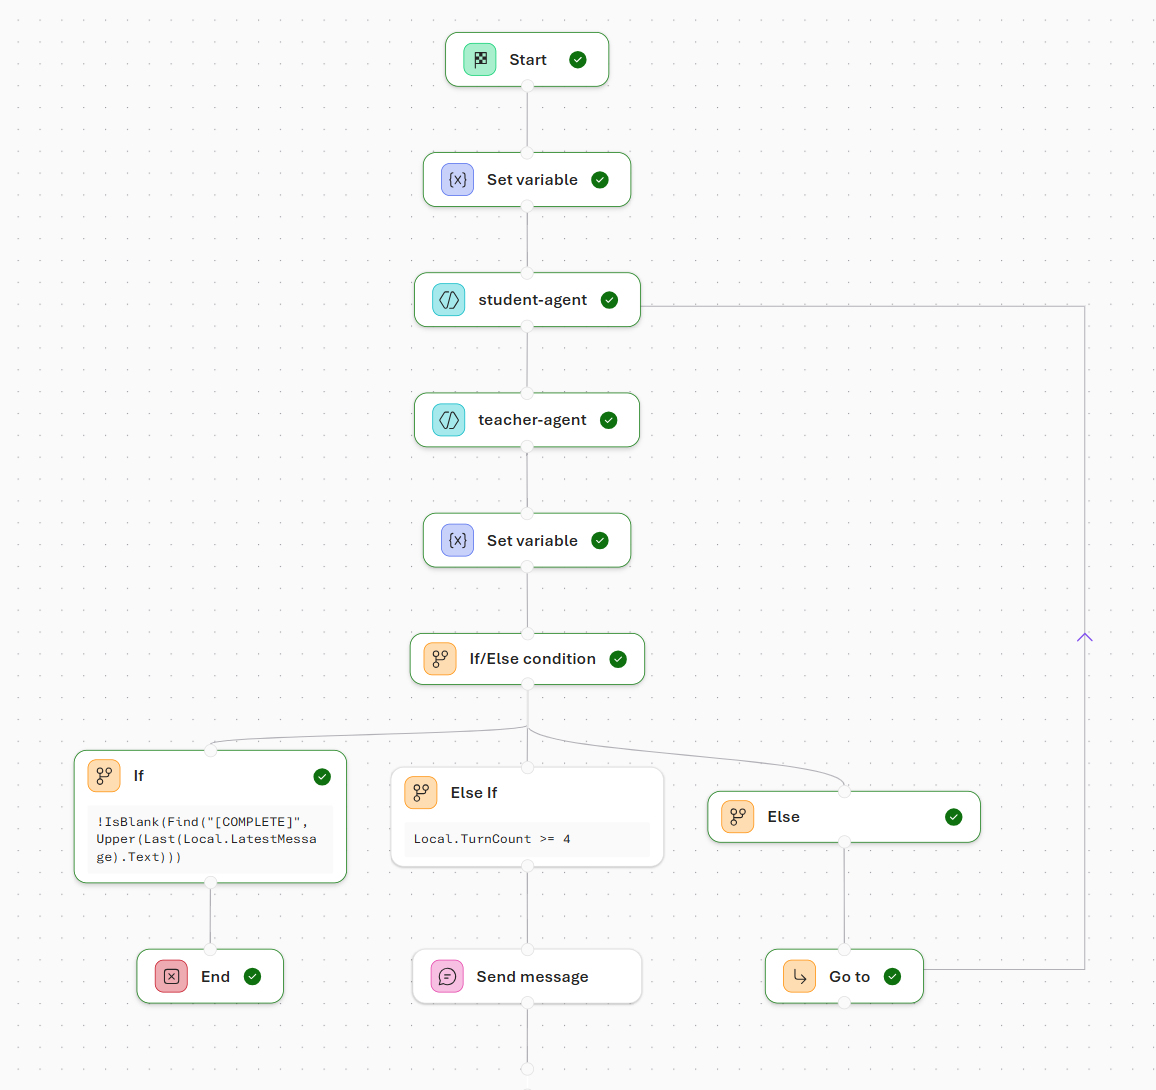 Start
{x} Set variable
student-agent
teacher-agent
{x} Set variable
If/Else condition
If
!IsBlank(Find("[COMPLETE]",
Upper(Last(Local.LatestMessa
ge).Text)))
Else If
Local.TurnCount >= 4
Else
End
Send message
Go to